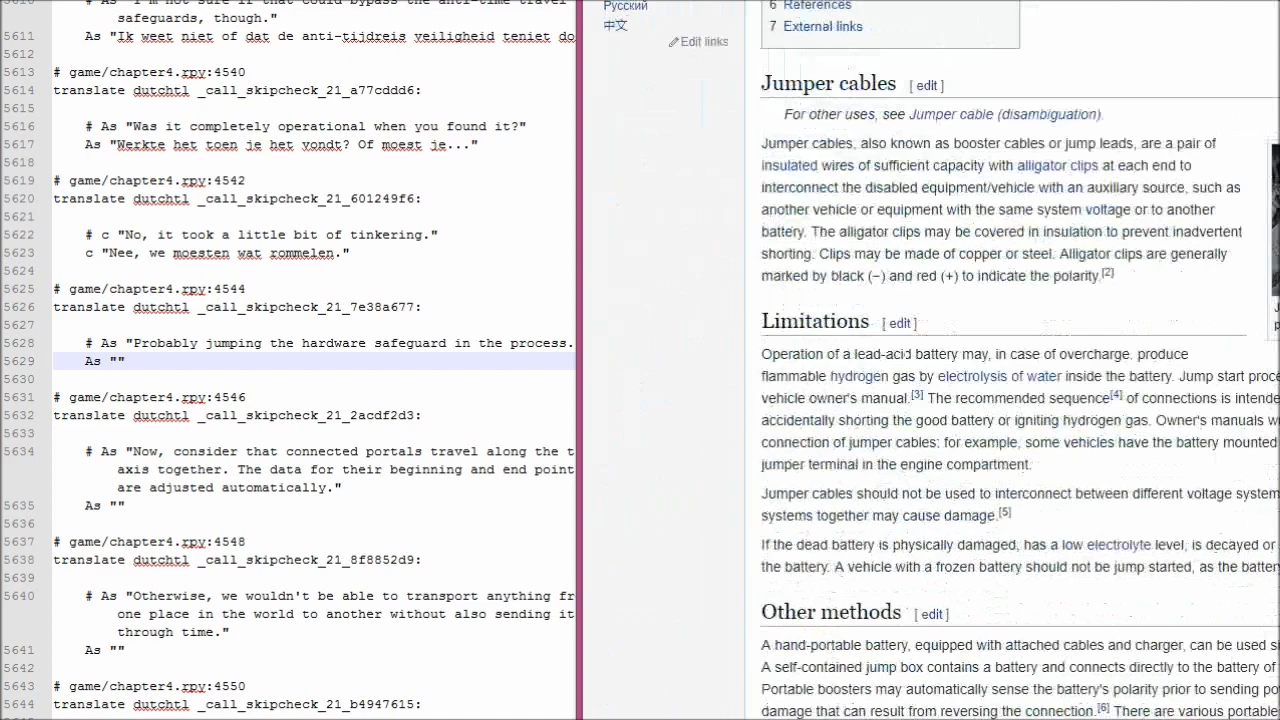 5610
# As "I'm not sure if that could bypass the anti-time travel
safeguards, though."
5611 As "Ik weet niet of dat de anti-tijdreis veiligheid teniet do
5612
5613 # game/chapter4.rpy:4540
5614 translate dutchtl _call_skipcheck_21_a77cddd6:
5615
5616 # As "Was it completely operational when you found it?"
5617 As "Werkte het toen je het vondt? Of moest je..."
5618
5619 # game/chapter4.rpy:4542
5620 translate dutchtl _call_skipcheck_21_601249f6:
5621
5622 # c "No, it took a little bit of tinkering."
5623 c "Nee, we moesten wat rommelen."
5624
5625 # game/chapter4.rpy:4544
5626 translate dutchtl _call_skipcheck_21_7e38a677:
5627
5628 # As "Probably jumping the hardware safeguard in the process.
5629 As ""
5630
5631 # game/chapter4.rpy:4546
5632 translate dutchtl _call_skipcheck_21_2acdf2d3:
5633
5634 # As "Now, consider that connected portals travel along the t
axis together. The data for their beginning and end point
are adjusted automatically."
5635 As ""
5636
5637 # game/chapter4.rpy:4548
5638 translate dutchtl _call_skipcheck_21_8f8852d9:
5639
5640 # As "Otherwise, we wouldn't be able to transport anything fr
one place in the world to another without also sending it
through time."
5641 As ""
5642
5643 # game/chapter4.rpy:4550
5644 translate dutchtl _call_skipcheck_21_b4947615:
Русский
中文
Edit links
6 References
7 External links
Jumper cables [ edit ]
For other uses, see Jumper cable (disambiguation).
Jumper cables, also known as booster cables or jump leads, are a pair of
insulated wires of sufficient capacity with alligator clips at each end to
interconnect the disabled equipment/vehicle with an auxiliary source, such as
another vehicle or equipment with the same system voltage or to another
battery. The alligator clips may be covered in insulation to prevent inadvertent
shorting. Clips may be made of copper or steel. Alligator clips are generally
marked by black (−) and red (+) to indicate the polarity.[2]
Limitations [ edit ]
Operation of a lead-acid battery may, in case of overcharge, produce
flammable hydrogen gas by electrolysis of water inside the battery. Jump start proce
vehicle owner's manual.[3] The recommended sequence[4] of connections is intende
accidentally shorting the good battery or igniting hydrogen gas. Owner's manuals w
connection of jumper cables; for example, some vehicles have the battery mounted
jumper terminal in the engine compartment.
Jumper cables should not be used to interconnect between different voltage system
systems together may cause damage.[5]
If the dead battery is physically damaged, has a low electrolyte level, is decayed or
the battery. A vehicle with a frozen battery should not be jump started, as the batter
Other methods [ edit ]
A hand-portable battery, equipped with attached cables and charger, can be used s
A self-contained jump box contains a battery and connects directly to the battery of
Portable boosters may automatically sense the battery's polarity prior to sending po
damage that can result from reversing the connection.[6] There are various portable